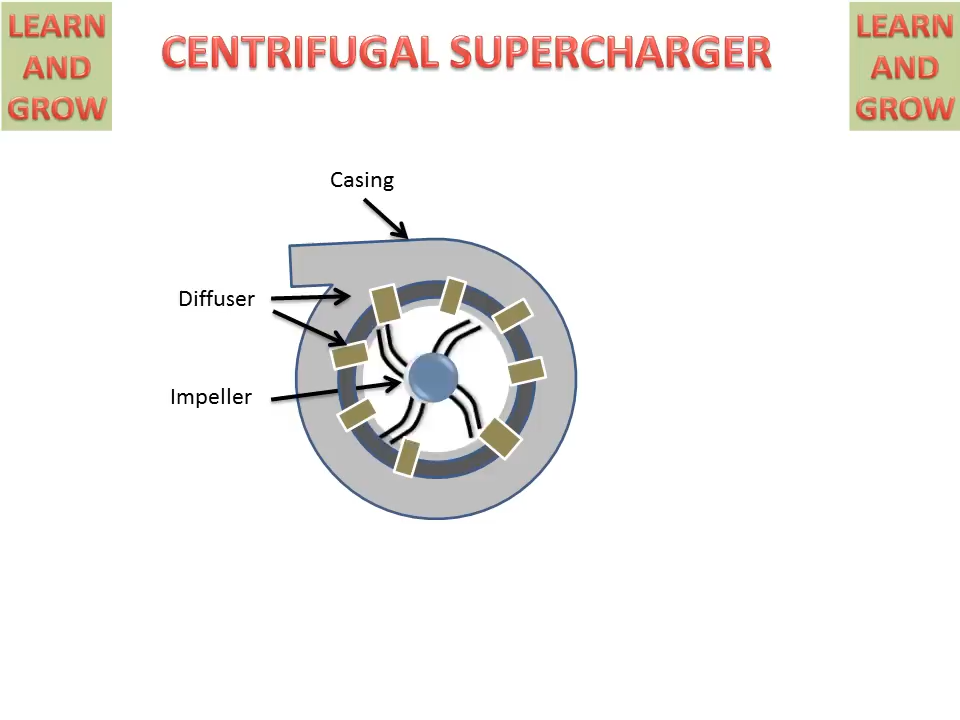 LEARN
AND
GROW
CENTRIFUGAL SUPERCHARGER
LEARN
AND
GROW
Casing
Diffuser
Impeller